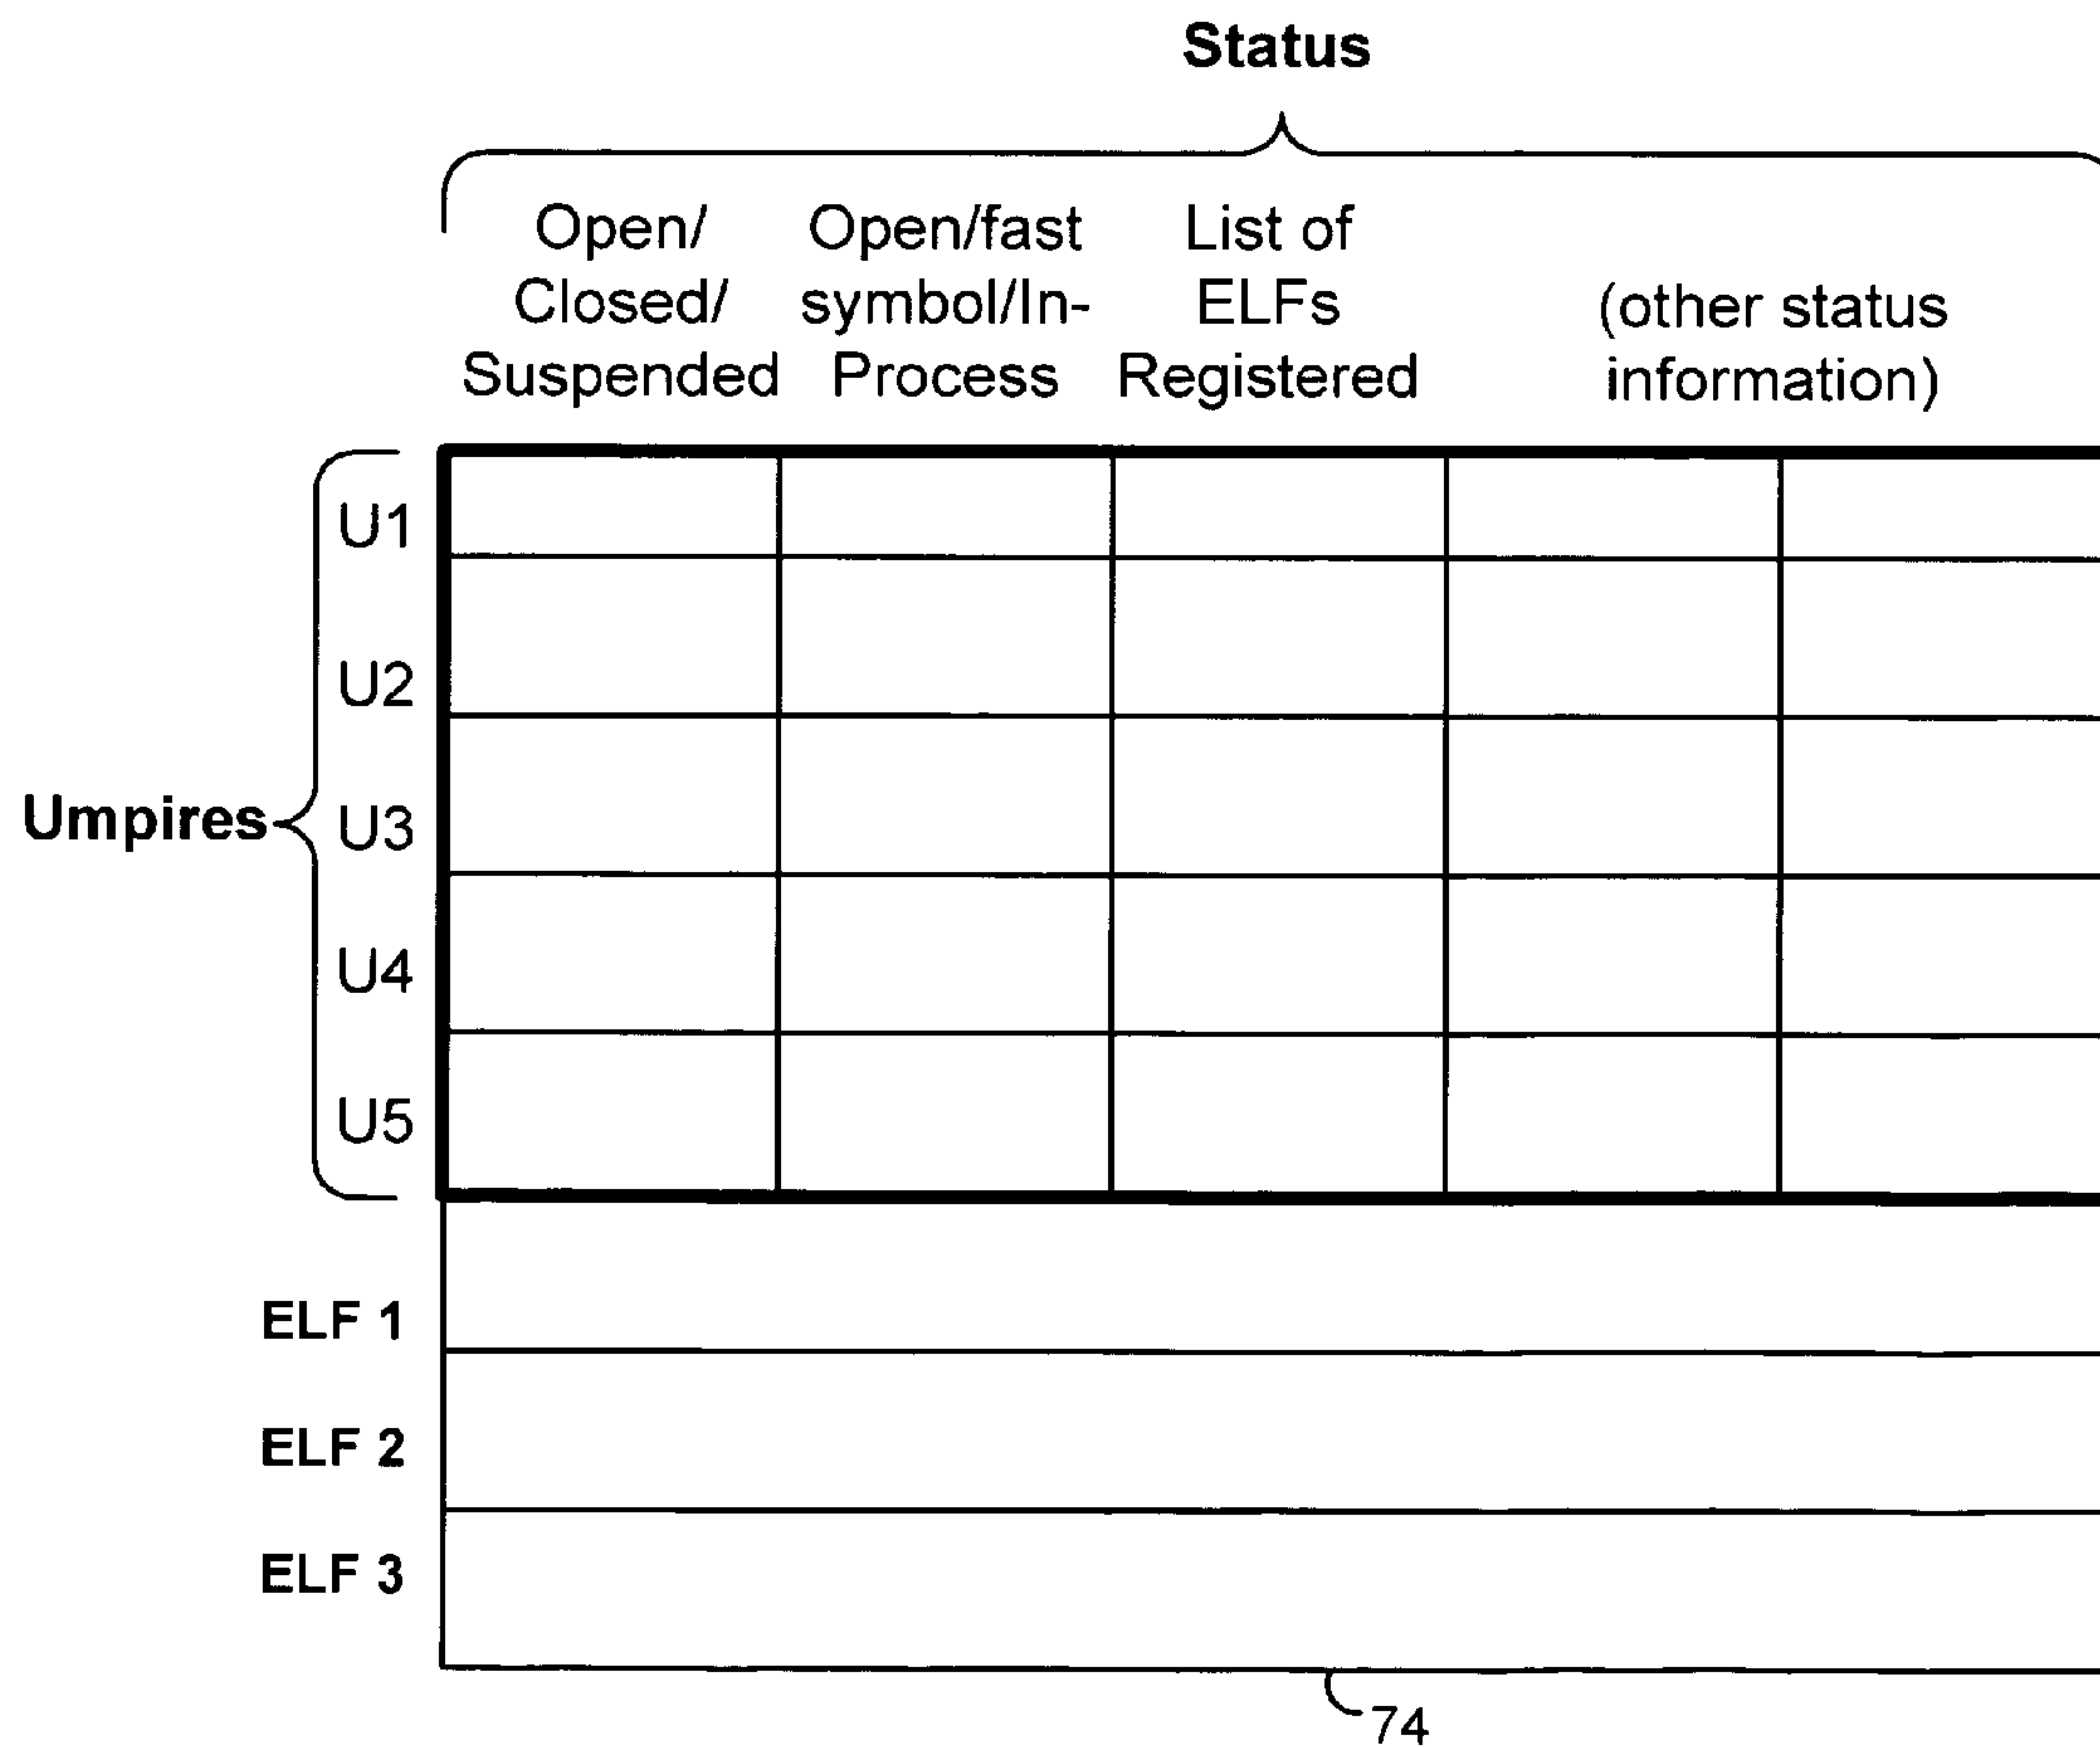 Status
Open/
Closed/
Suspended
Open/fast
symbol/In-
Process
List of
ELFs
Registered
(other status
information)
Umpires
U1
U2
U3
U4
U5
ELF 1
ELF 2
ELF 3
74